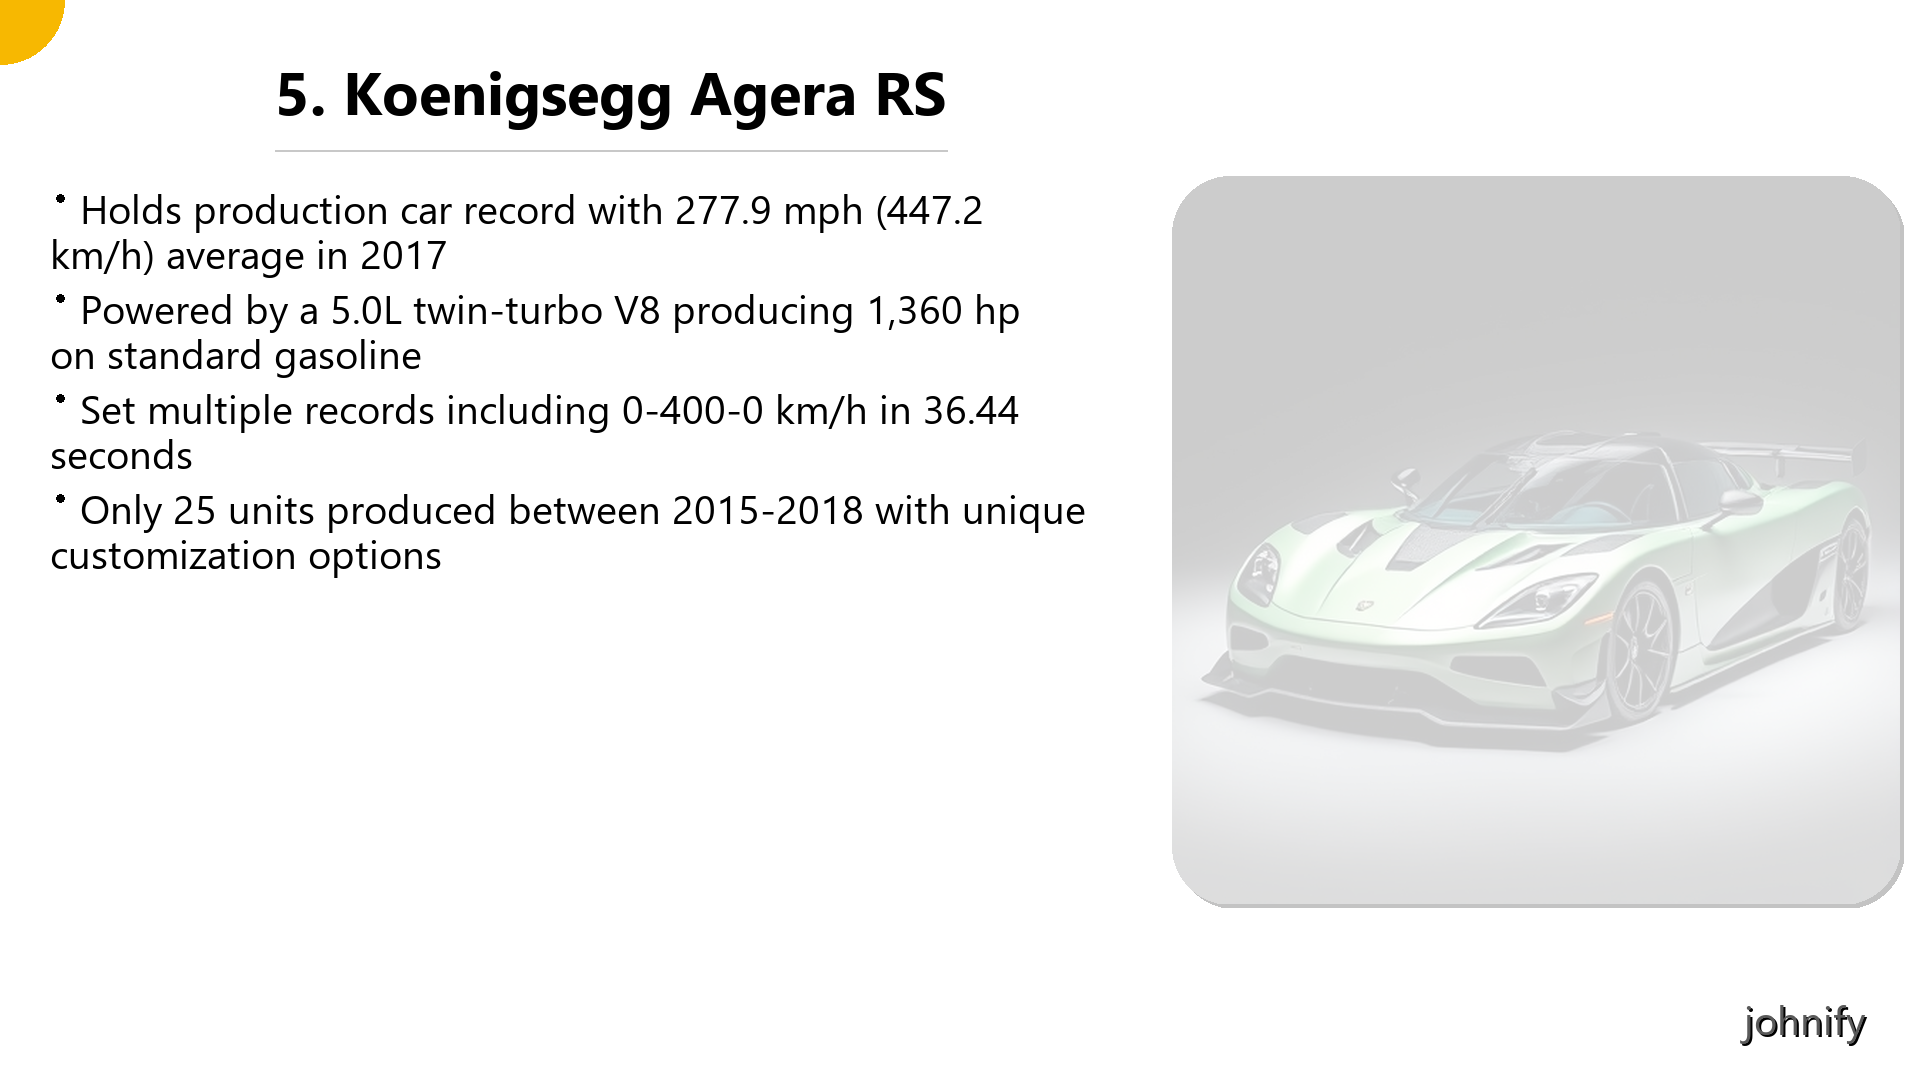 5. Koenigsegg Agera RS
• Holds production car record with 277.9 mph (447.2
km/h) average in 2017
• Powered by a 5.0L twin-turbo V8 producing 1,360 hp
on standard gasoline
• Set multiple records including 0-400-0 km/h in 36.44
seconds
• Only 25 units produced between 2015-2018 with unique
customization options
johnify